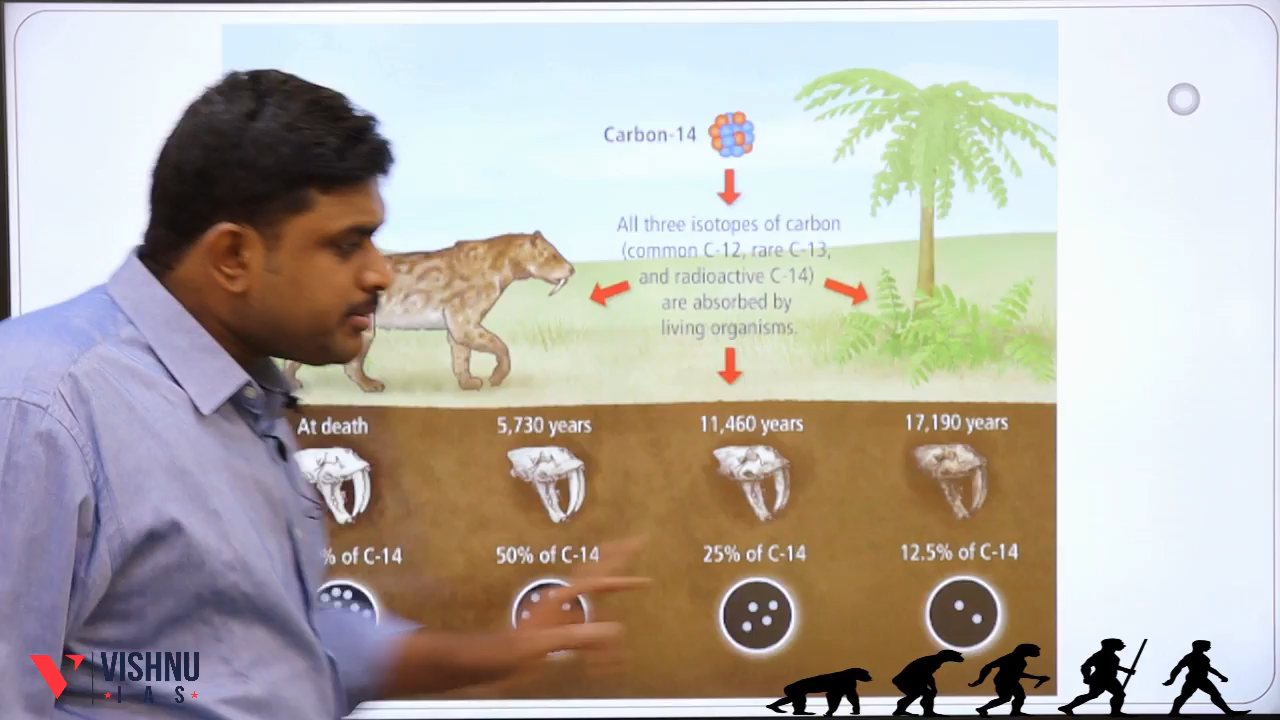 Carbon-14
All three isotopes of carbon
(common C-12, rare C-13,
and radioactive C-14)
are absorbed by
living organisms.
At death 5,730 years 11,460 years 17,190 years
% of C-14 50% of C-14 25% of C-14 12.5% of C-14
VISHNU
IAS